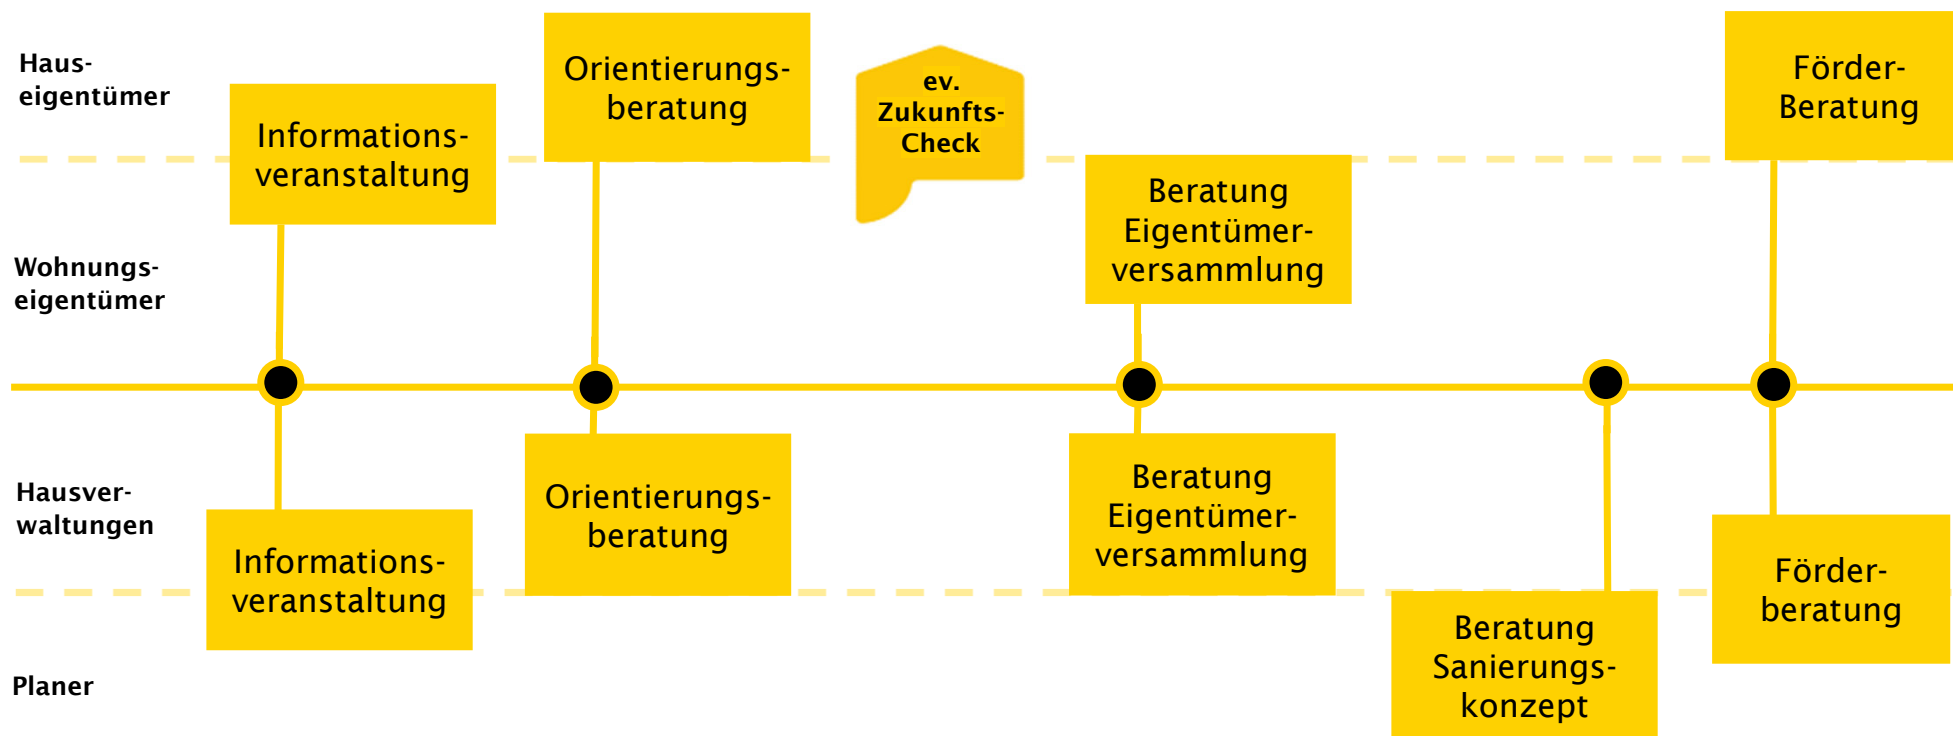 Haus-
eigentümer
Informations-
veranstaltung
Orientierungs-
beratung
ev.
Zukunfts-
Check
Förder-
Beratung
Wohnungs-
eigentümer
Beratung
Eigentümer-
versammlung
Hausver-
waltungen
Informations-
veranstaltung
Orientierungs-
beratung
Beratung
Eigentümer-
versammlung
Förder-
beratung
Planer
Beratung
Sanierungs-
konzept